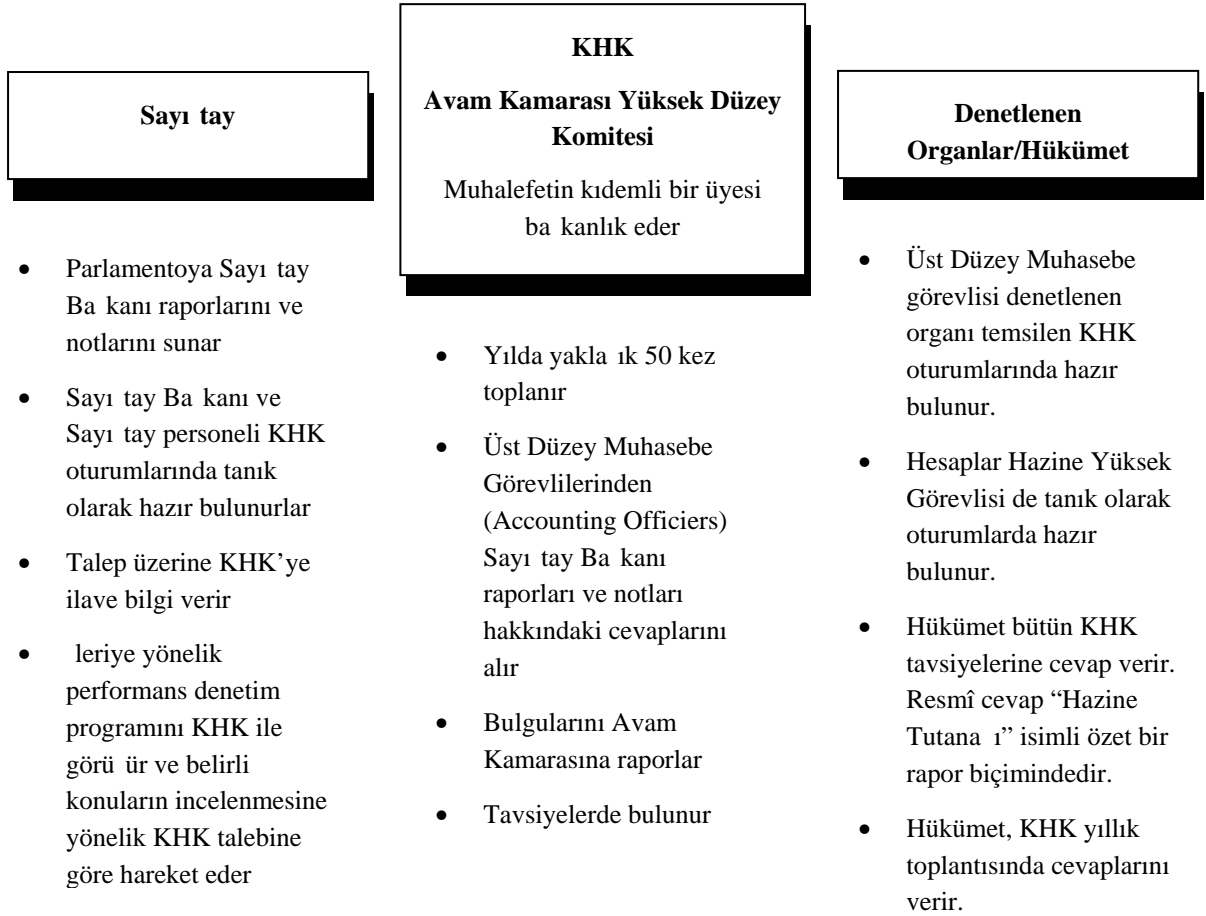 Sayı tay
• Parlamentoya Sayı tay
Ba kanı raporlarını ve
notlarını sunar
• Sayı tay Ba kanı ve
Sayı tay personeli KHK
oturumlarında tanık
olarak hazır bulunurlar
• Talep üzerine KHK’ye
ilave bilgi verir
• leriye yönelik
performans denetim
programını KHK ile
görü ür ve belirli
konuların incelenmesine
yönelik KHK talebine
göre hareket eder
KHK
Avam Kamarası Yüksek Düzey
Komitesi
Muhalefetin kıdemli bir üyesi
ba kanlık eder
• Yılda yakla ık 50 kez
toplanır
• Üst Düzey Muhasebe
Görevlilerinden
(Accounting Officiers)
Sayı tay Ba kanı
raporları ve notları
hakkındaki cevaplarını
alır
• Bulgularını Avam
Kamarasına raporlar
• Tavsiyelerde bulunur
Denetlenen
Organlar/Hükümet
• Üst Düzey Muhasebe
görevlisi denetlenen
organı temsilen KHK
oturumlarında hazır
bulunur.
• Hesaplar Hazine Yüksek
Görevlisi de tanık olarak
oturumlarda hazır
bulunur.
• Hükümet bütün KHK
tavsiyelerine cevap verir.
Resmî cevap “Hazine
Tutana ı” isimli özet bir
rapor biçimindedir.
• Hükümet, KHK yıllık
toplantısında cevaplarını
verir.